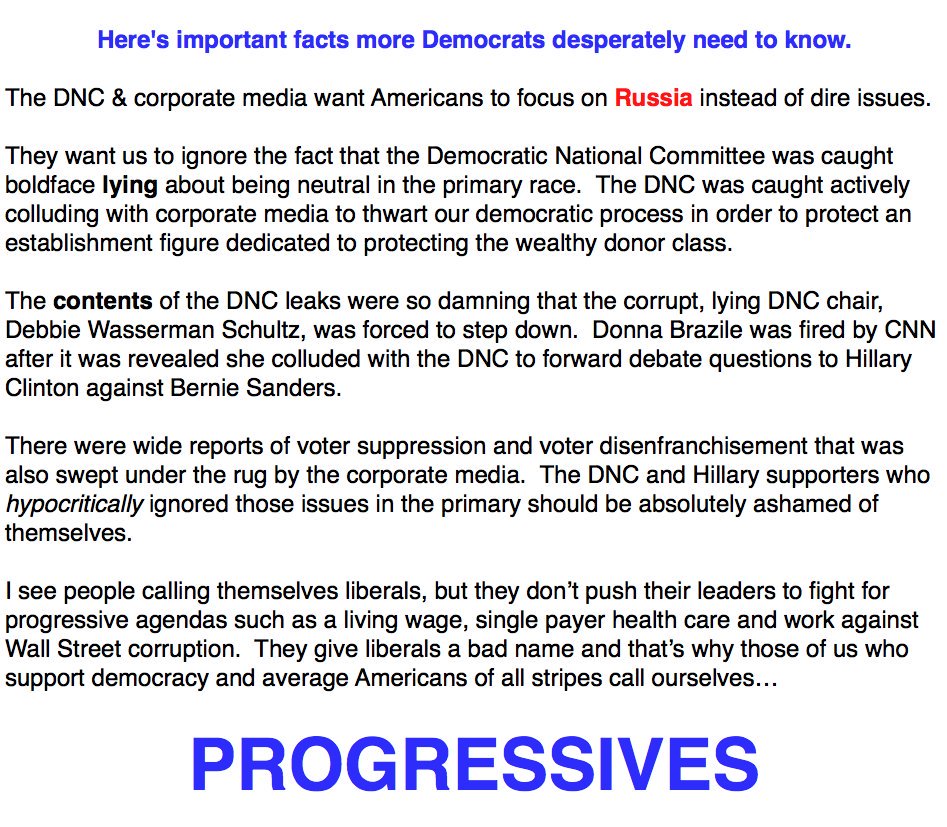 Here's important facts more Democrats desperately need to know.
The DNC & corporate media want Americans to focus on Russia instead of dire issues.
They want us to ignore the fact that the Democratic National Committee was caught
boldface lying about being neutral in the primary race.  The DNC was caught actively
colluding with corporate media to thwart our democratic process in order to protect an
establishment figure dedicated to protecting the wealthy donor class.
The contents of the DNC leaks were so damning that the corrupt, lying DNC chair,
Debbie Wasserman Schultz, was forced to step down.  Donna Brazile was fired by CNN
after it was revealed she colluded with the DNC to forward debate questions to Hillary
Clinton against Bernie Sanders.
There were wide reports of voter suppression and voter disenfranchisement that was
also swept under the rug by the corporate media.  The DNC and Hillary supporters who
hypocritically ignored those issues in the primary should be absolutely ashamed of
themselves.
I see people calling themselves liberals, but they don’t push their leaders to fight for
progressive agendas such as a living wage, single payer health care and work against
Wall Street corruption.  They give liberals a bad name and that’s why those of us who
support democracy and average Americans of all stripes call ourselves…
PROGRESSIVES